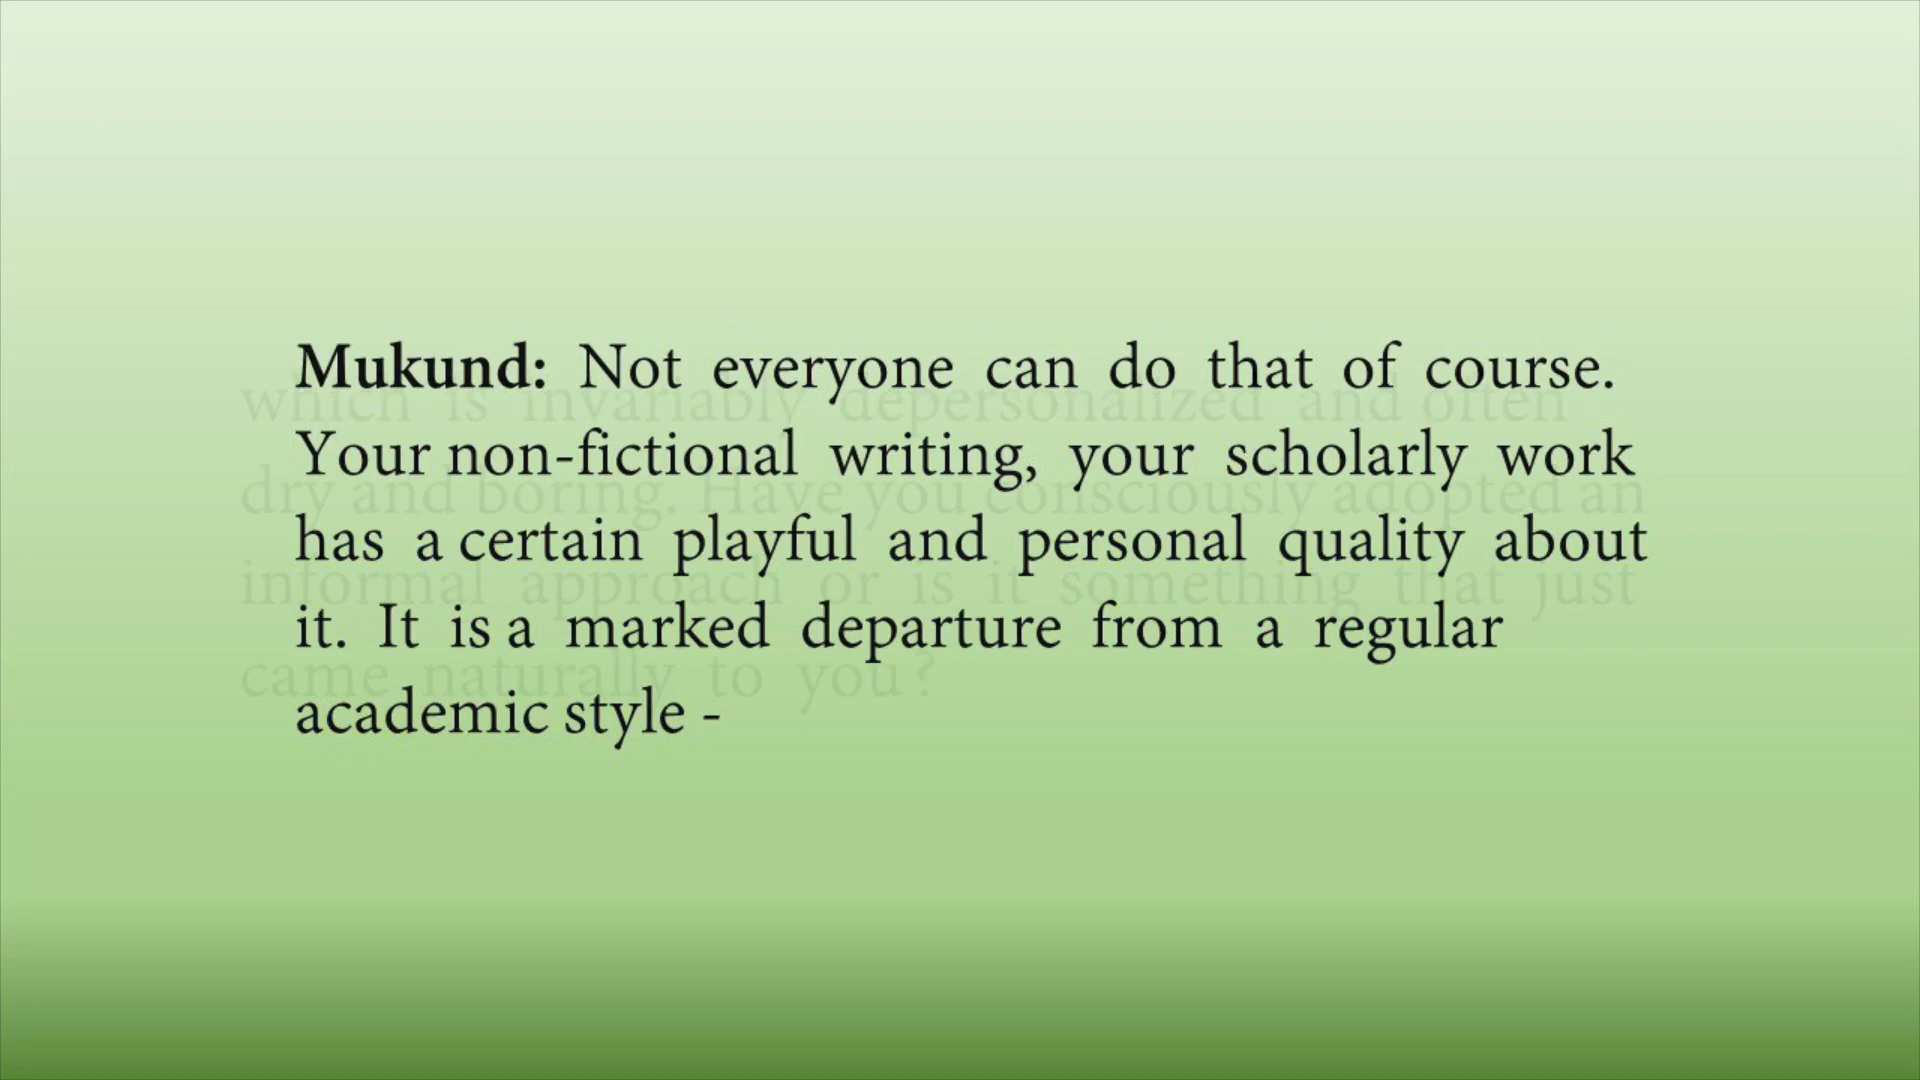 Mukund: Not everyone can do that of course.
Your non-fictional writing, your scholarly work
has a certain playful and personal quality about
it. It is a marked departure from a regular
academic style -
which is invariably depersonalized and often
dry and boring. Have you consciously adopted an
informal approach or is it something that just
came naturally to you?